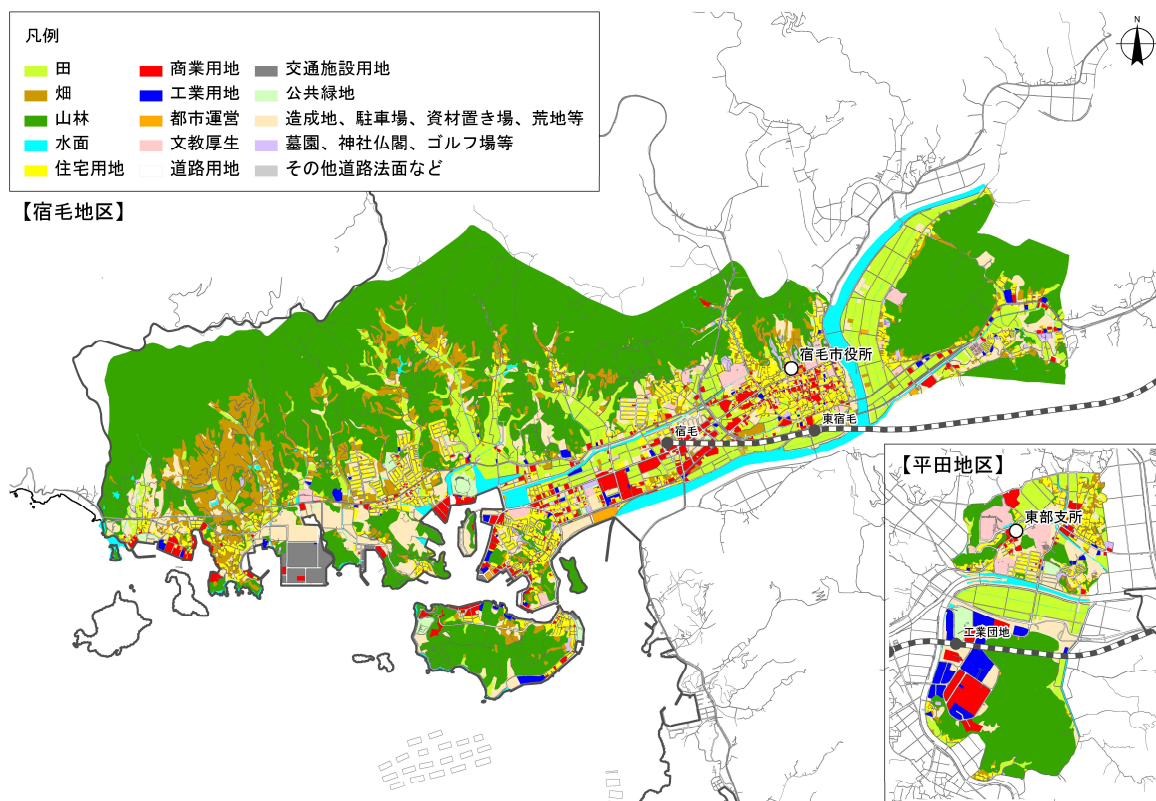 凡例
田
畑
山林
水面
住宅用地
商業用地
工業用地
都市運営
文教厚生
道路用地
交通施設用地
公共緑地
造成地、駐車場、資材置き場、荒地等
墓園、神社仏閣、ゴルフ場等
その他道路法面など
N
【宿毛地区】
宿毛市役所
東宿毛
宿毛
【平田地区】
東部支所
工業団地